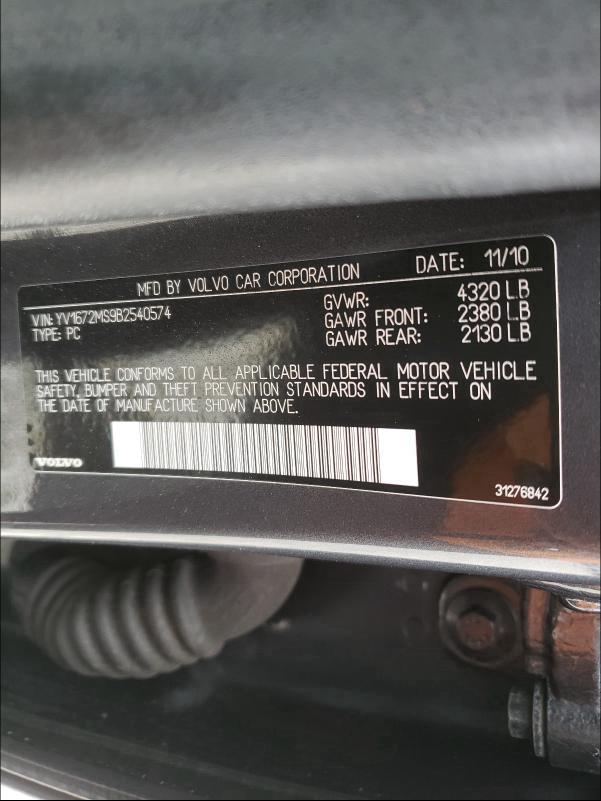 MFD BY VOLVO CAR CORPORATION DATE: 11/10
VIN: YV1672MS9B2540574 GVWR: 4320 LB
TYPE: PC GAWR FRONT: 2380 LB
GAWR REAR: 2130 LB
THIS VEHICLE CONFORMS TO ALL APPLICABLE FEDERAL MOTOR VEHICLE
SAFETY, BUMPER AND THEFT PREVENTION STANDARDS IN EFFECT ON
THE DATE OF MANUFACTURE SHOWN ABOVE.
VOLVO
31276842